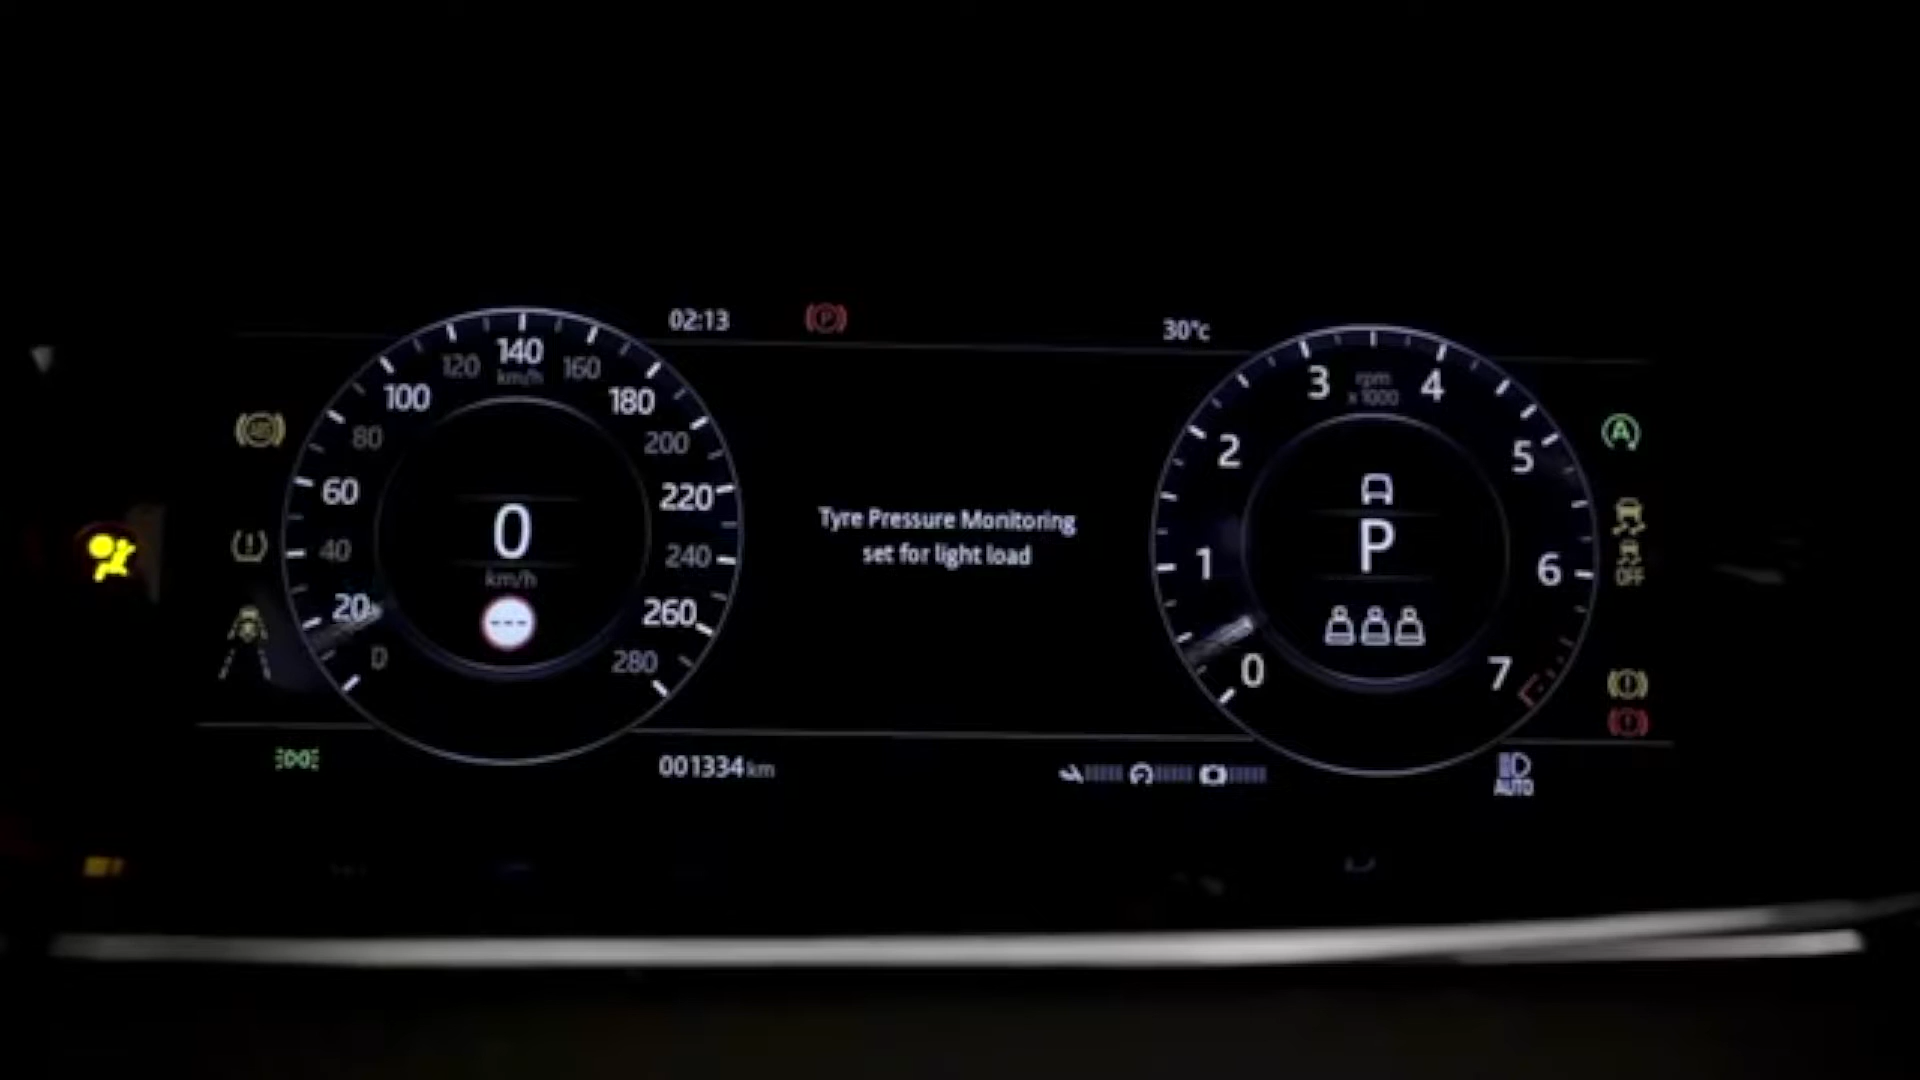 02:13
30°c
0
20
40
60
80
100
120
140
160
180
200
220
240
260
280
km/h
0
km/h
---
Tyre Pressure Monitoring
set for light load
0
1
2
3
4
5
6
7
rpm
x 1000
P
P
ABS
A
OFF
001334 km
AUTO